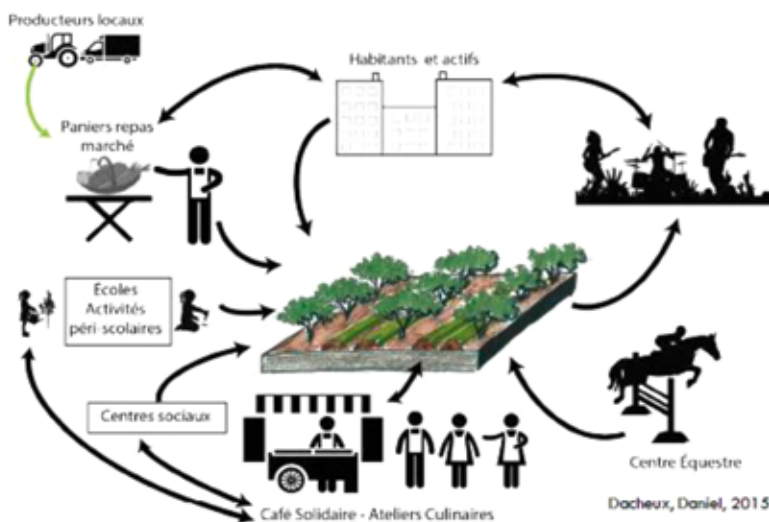 Producteurs locaux
Habitants et actifs
Paniers repas
marché
Écoles
Activités
péri-scolaires
Centres sociaux
Centre Équestre
Café Solidaire - Ateliers Culinaires
Dacheux, Daniel, 2015